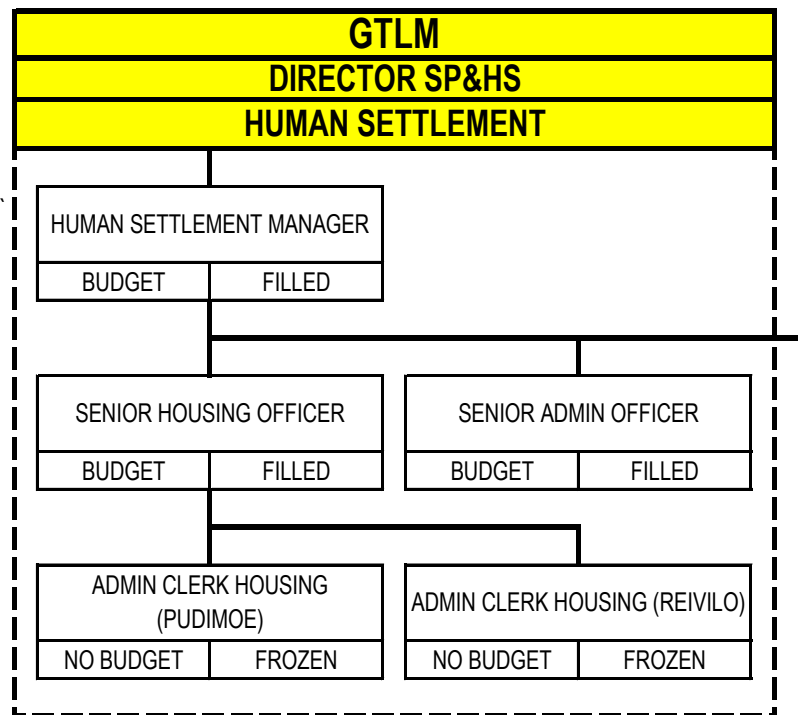 GTLM
DIRECTOR SP&HS
HUMAN SETTLEMENT
`
HUMAN SETTLEMENT MANAGER
BUDGET FILLED
SENIOR HOUSING OFFICER SENIOR ADMIN OFFICER
BUDGET FILLED BUDGET FILLED
ADMIN CLERK HOUSING
(PUDIMOE)
ADMIN CLERK HOUSING (REIVILO)
NO BUDGET FROZEN NO BUDGET FROZEN